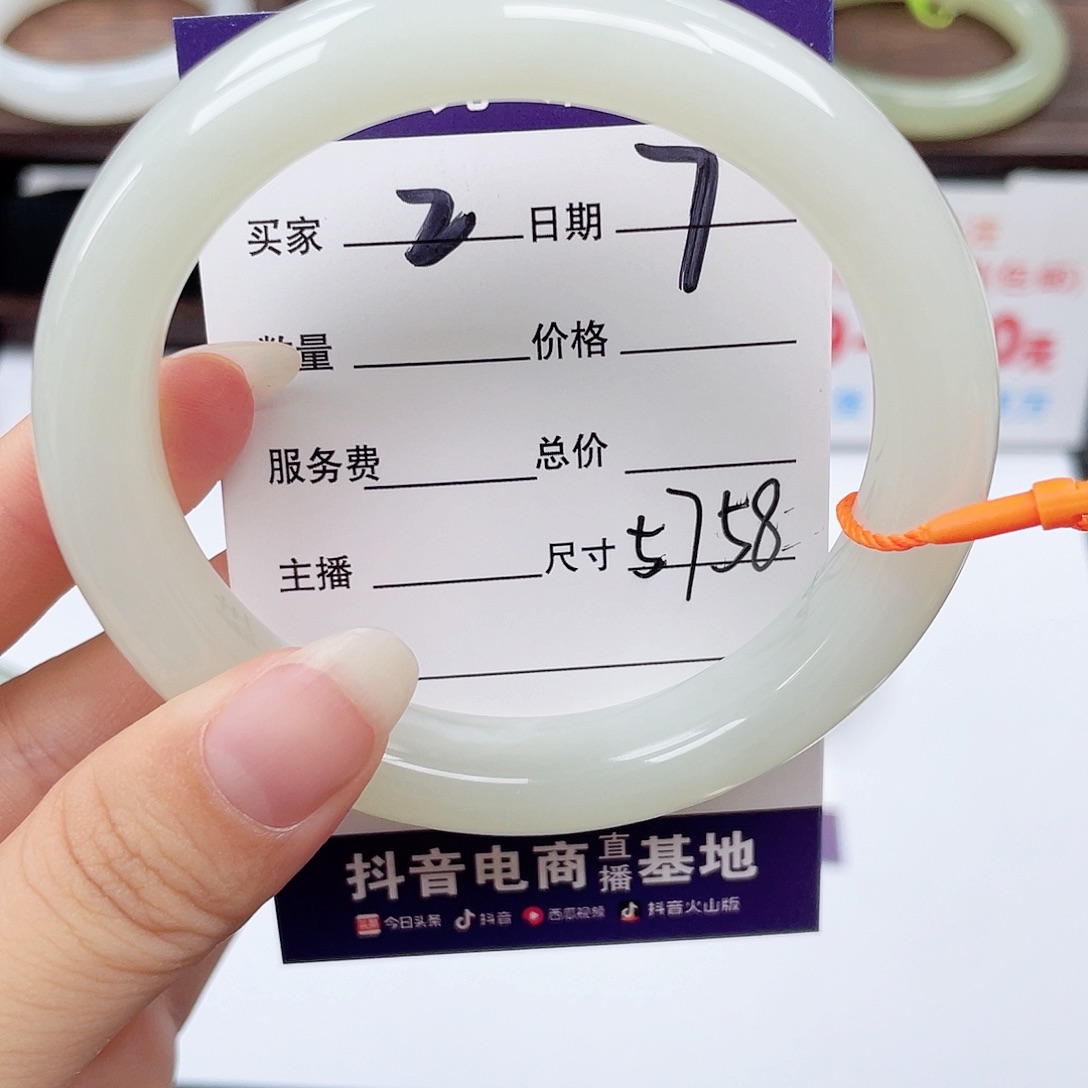 买家 2 日期 7
数量 价格
服务费 总价
主播 尺寸 5758
抖音电商直播基地
今日头条 抖音 西瓜视频 抖音火山版
元